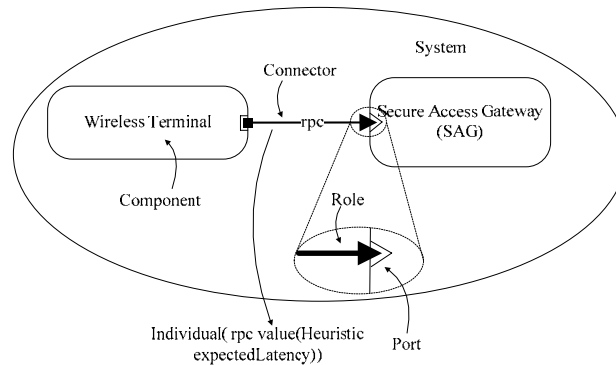 System
Connector
Wireless Terminal
rpc
Secure Access Gateway
(SAG)
Component
Role
Port
Individual( rpc value(Heuristic
expectedLatency))